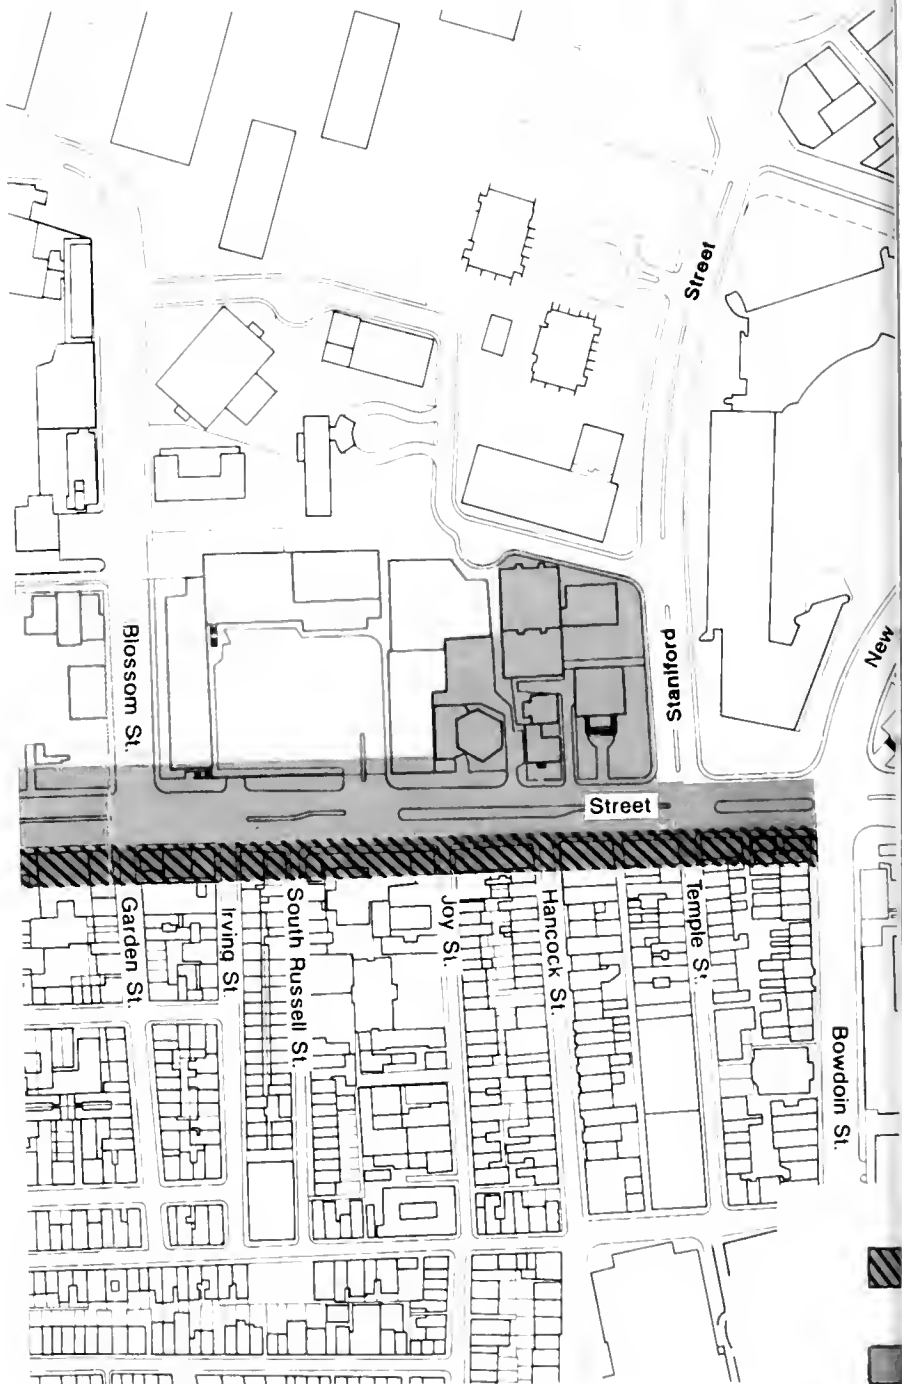 Street
New
Staniford
Blossom St.
Street
Garden St.
Irving St.
South Russell St.
Joy St.
Hancock St.
Temple St.
Bowdoin St.